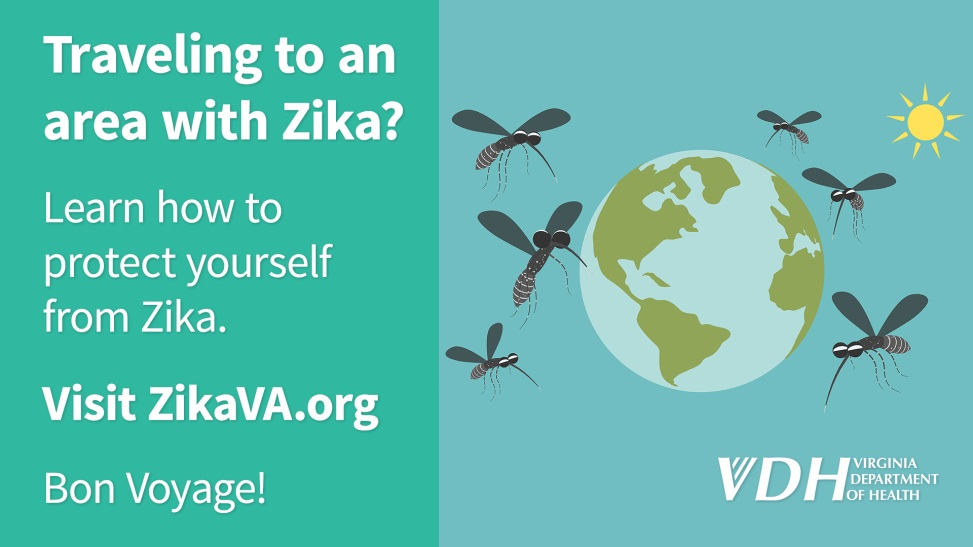 Traveling to an
area with Zika?
Learn how to
protect yourself
from Zika.
Visit ZikaVA.org
Bon Voyage!
VDH VIRGINIA
DEPARTMENT
OF HEALTH